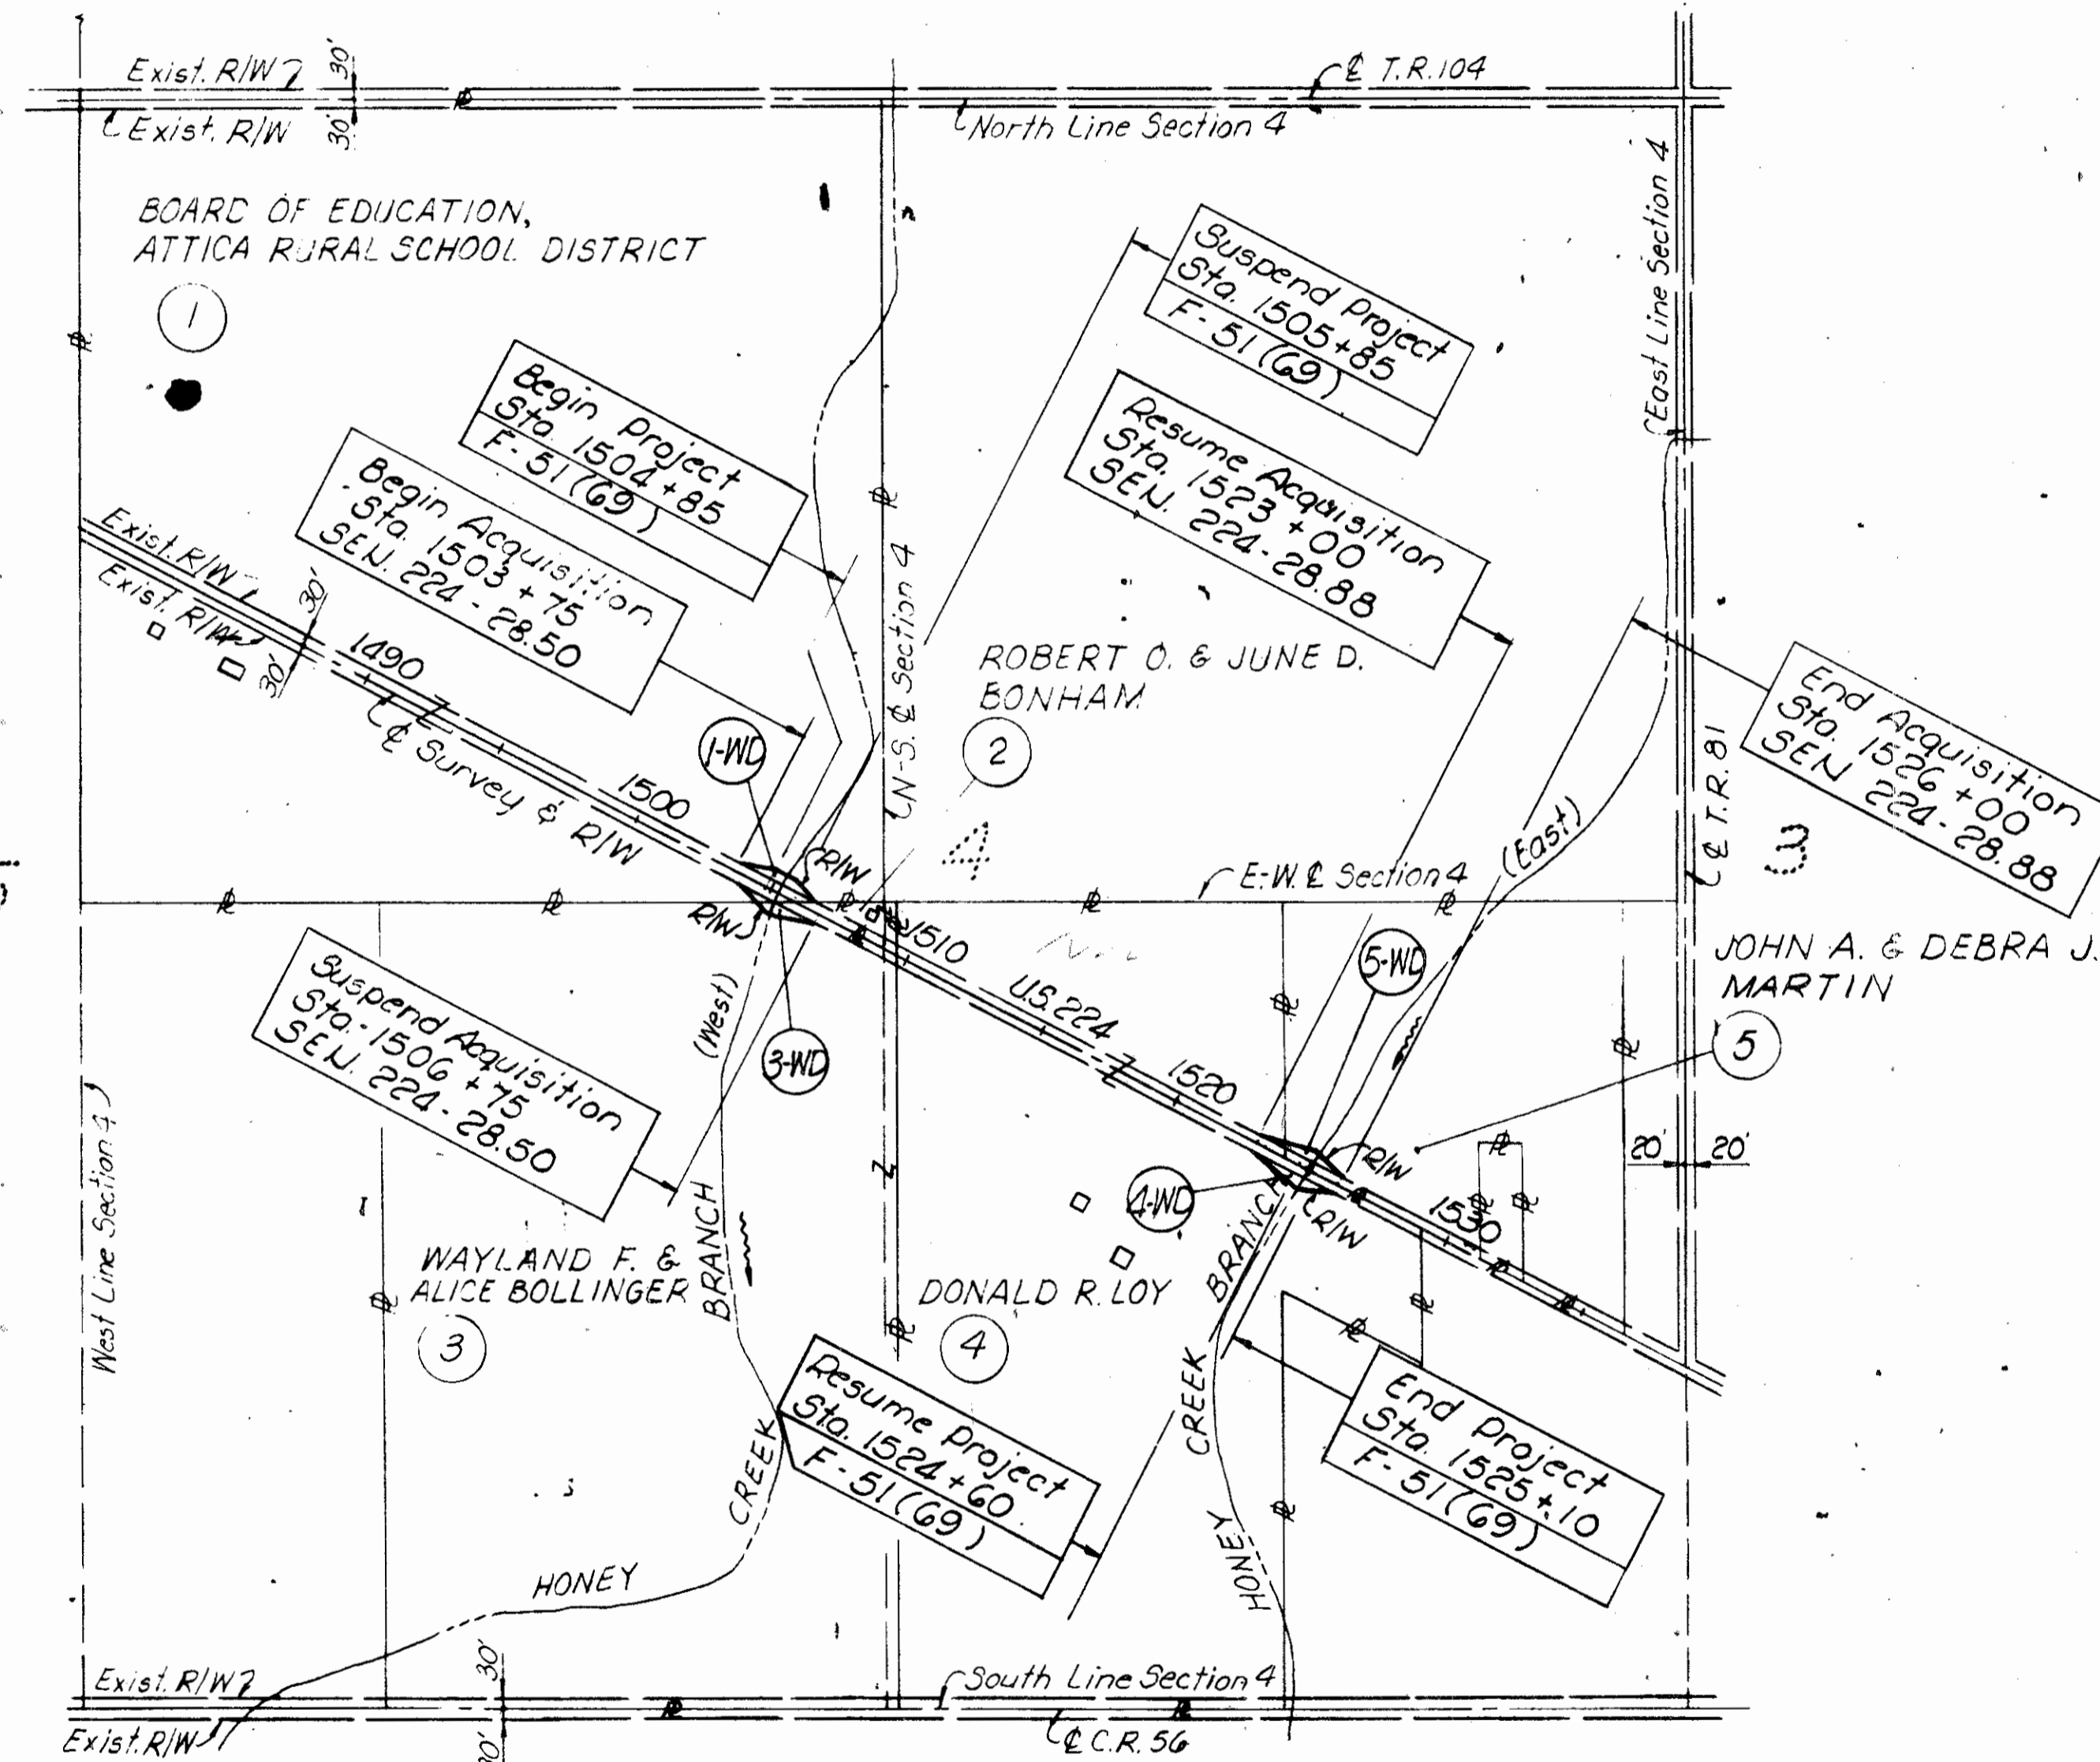 Exist. R/W
30'
℄ T.R. 104
Exist. R/W
30'
North Line Section 4
East Line Section 4
BOARD OF EDUCATION,
ATTICA RURAL SCHOOL DISTRICT
1
Suspend Project
Sta. 1505+85
F-51(69)
Begin Project
Sta. 1504+85
F-51(69)
Resume Acquisition
Sta. 1523+00
SEN. 224-28.88
Begin Acquisition
Sta. 1503+75
SEN. 224-28.50
Exist. R/W
Exist. R/W
30'
30'
1490
℄ Survey & R/W
1500
N-S. ℄ Section 4
ROBERT O. & JUNE D.
BONHAM
2
End Acquisition
Sta. 1526+00
SEN 224-28.88
℄ T.R. 81
1-WD
R/W
4
(East)
3
E.-W. ℄ Section 4
R/W
1510
U.S. 224
5-WD
JOHN A. & DEBRA J.
MARTIN
5
Suspend Acquisition
Sta. 1506+75
SEN. 224-28.50
(West)
3-WD
1520
R/W
20'
20'
West Line Section 4
4-WD
R/W
1530
BRANCH
BRANCH
WAYLAND F. &
ALICE BOLLINGER
3
DONALD R. LOY
4
Resume Project
Sta. 1524+60
F-51(69)
CREEK
CREEK
End Project
Sta. 1525+10
F-51(69)
HONEY
HONEY
Exist. R/W
30'
South Line Section 4
Exist. R/W
30'
℄ C.R. 56